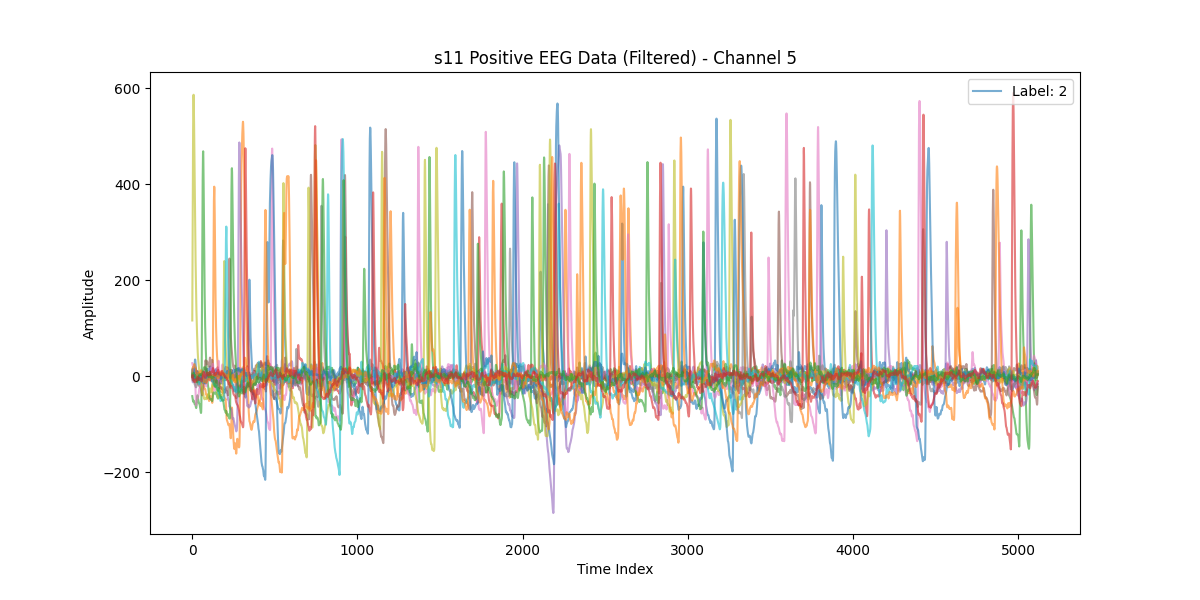 s11 Positive EEG Data (Filtered) - Channel 5
Label: 2
Amplitude
600
400
200
0
−200
0
1000
2000
3000
4000
5000
Time Index